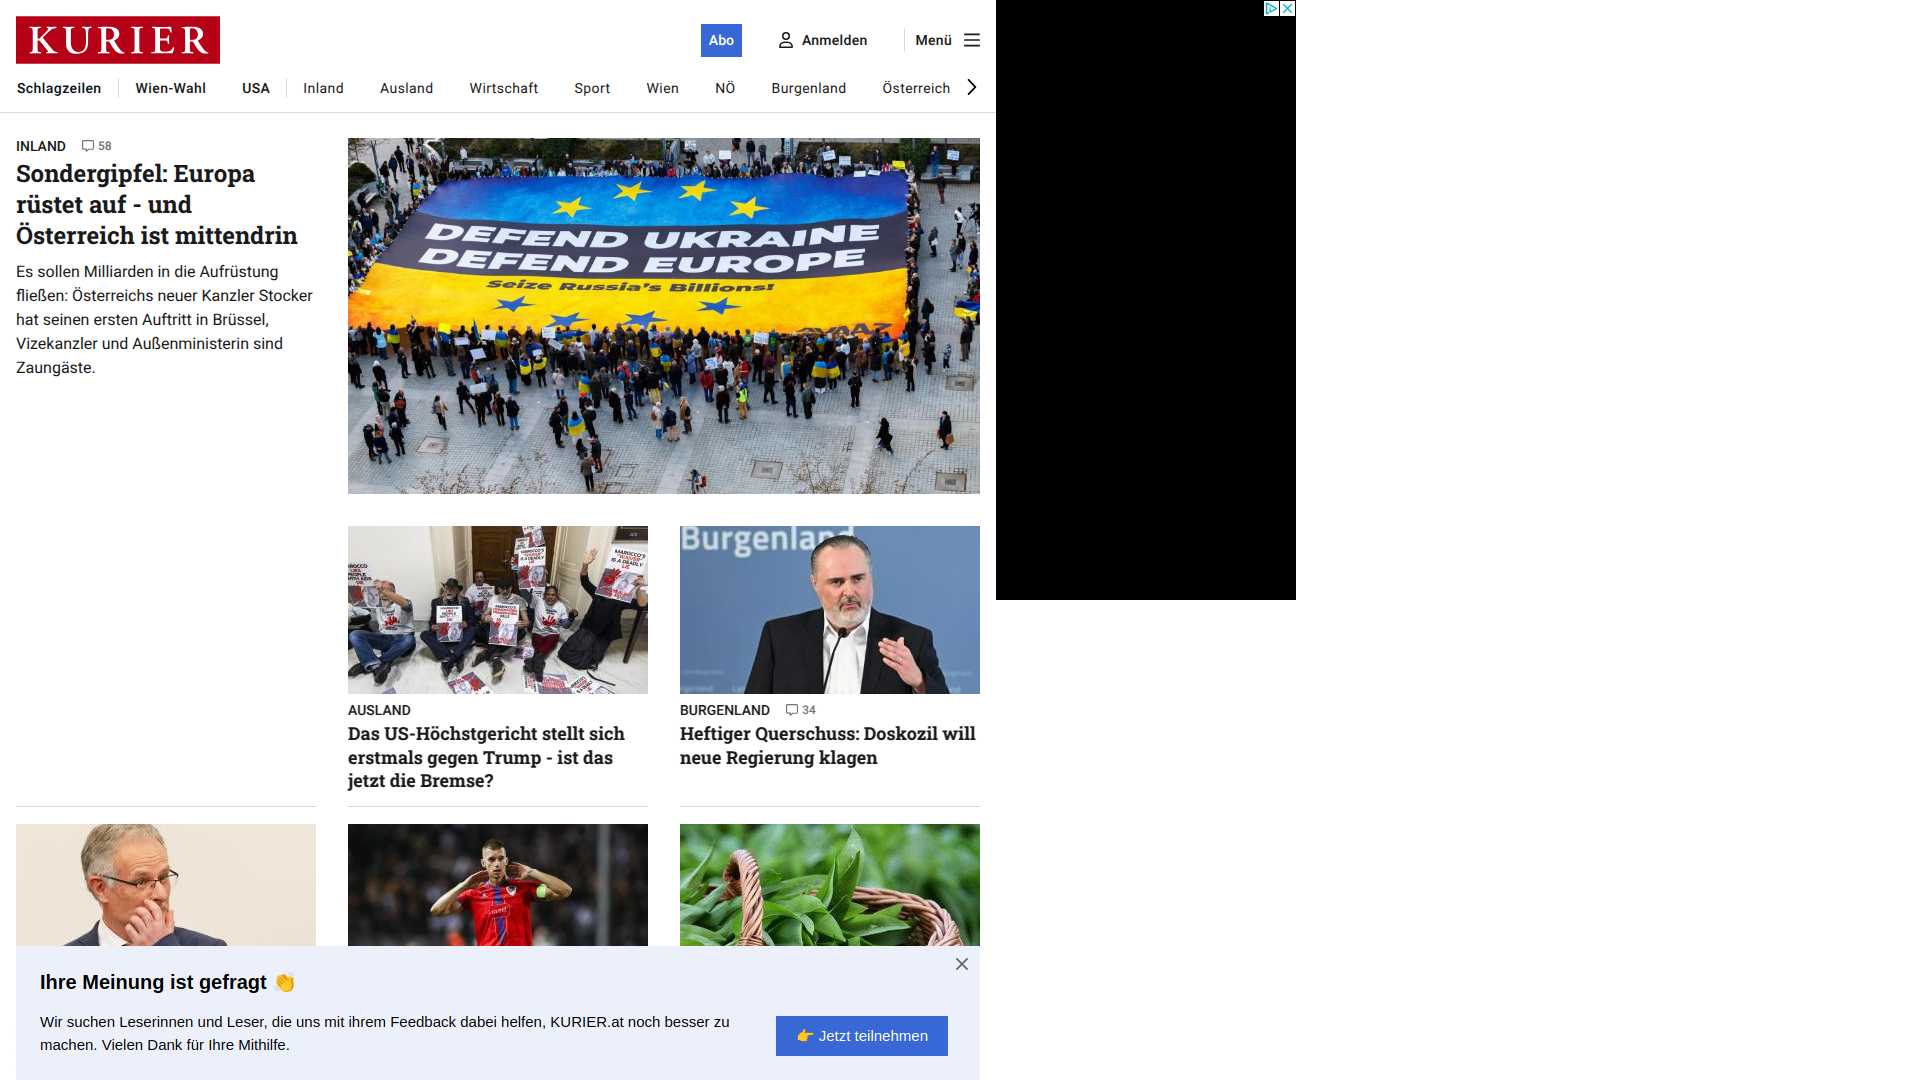 KURIER
Abo
Anmelden
Menü
Schlagzeilen
Wien-Wahl
USA
Inland
Ausland
Wirtschaft
Sport
Wien
NÖ
Burgenland
Österreich
INLAND 58
Sondergipfel: Europa
rüstet auf - und
Österreich ist mittendrin
Es sollen Milliarden in die Aufrüstung
fließen: Österreichs neuer Kanzler Stocker
hat seinen ersten Auftritt in Brüssel,
Vizekanzler und Außenministerin sind
Zaungäste.
DEFEND UKRAINE
DEFEND EUROPE
Seize Russia's Billions!
AVAAZ
AUSLAND
Das US-Höchstgericht stellt sich
erstmals gegen Trump - ist das
jetzt die Bremse?
Burgenland
BURGENLAND 34
Heftiger Querschuss: Doskozil will
neue Regierung klagen
Ihre Meinung ist gefragt 👏
Wir suchen Leserinnen und Leser, die uns mit ihrem Feedback dabei helfen, KURIER.at noch besser zu
machen. Vielen Dank für Ihre Mithilfe.
👉 Jetzt teilnehmen